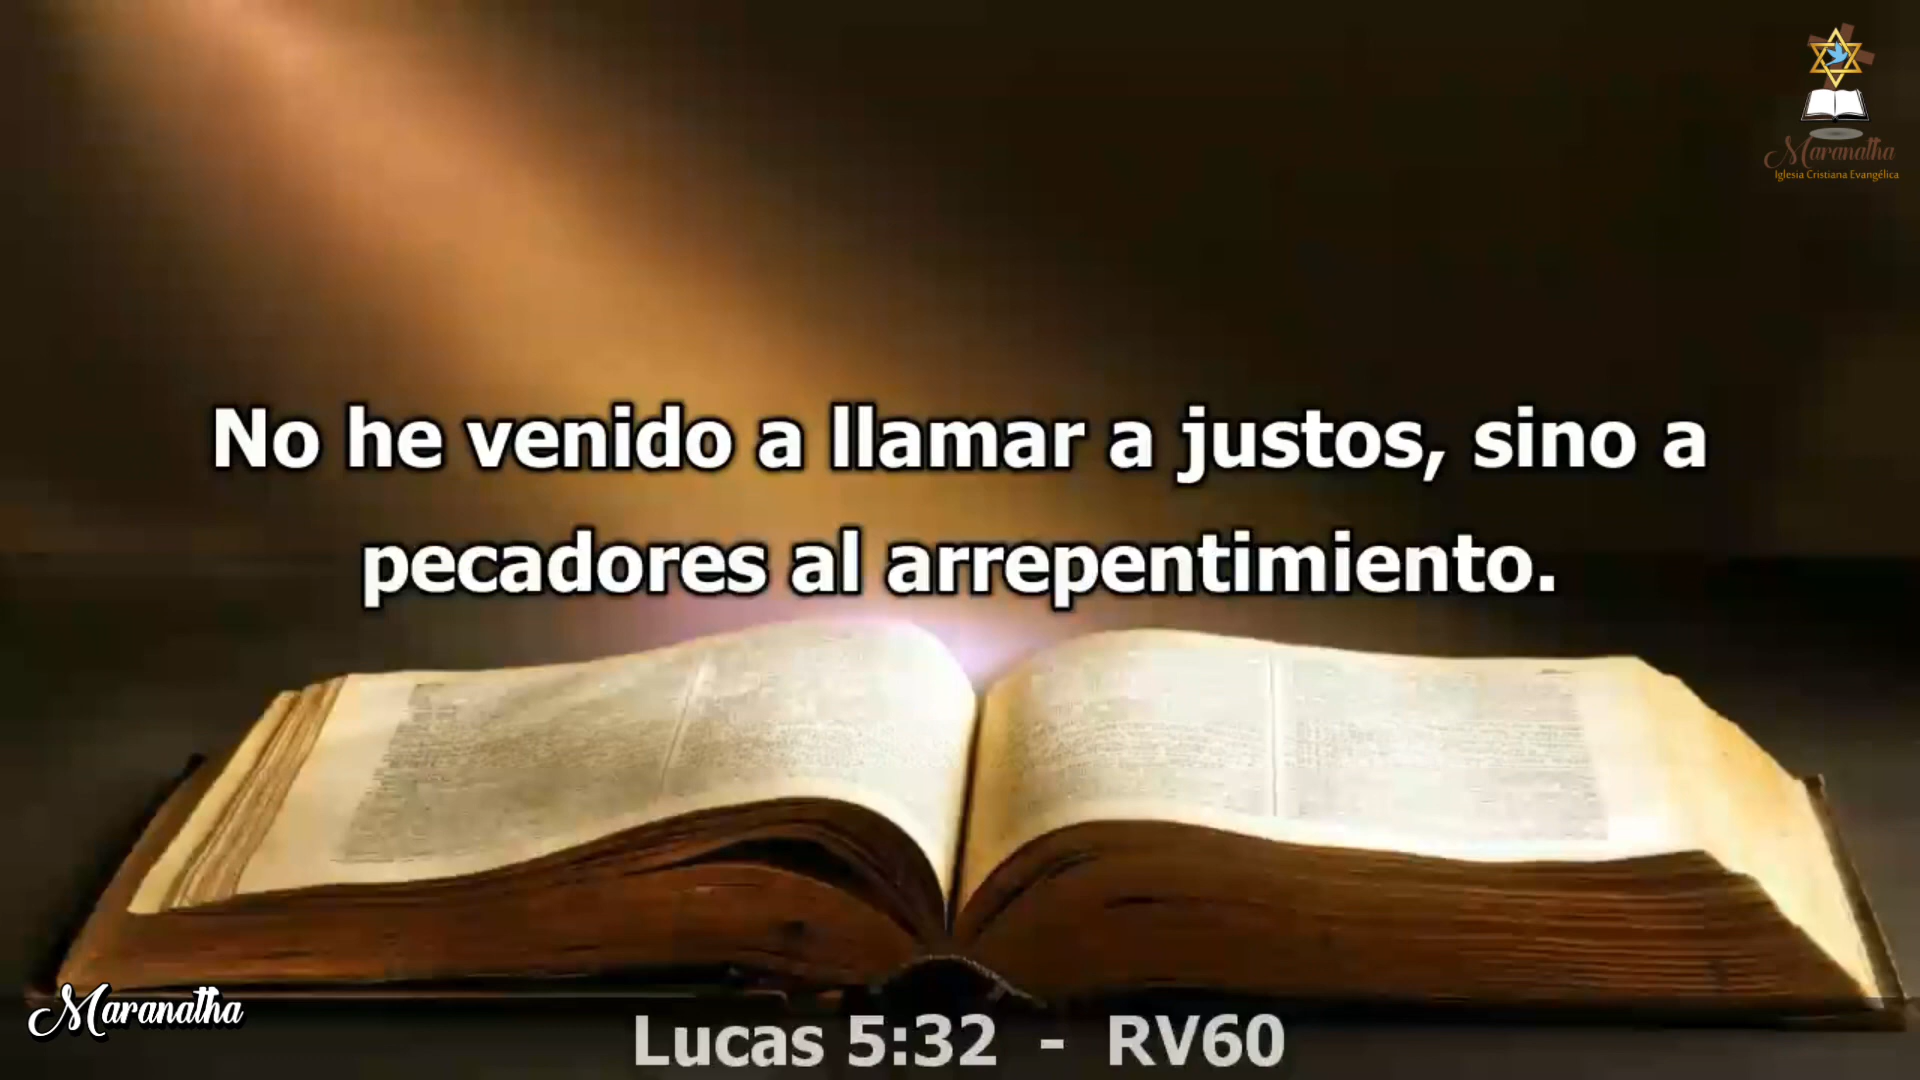 Maranatha
Iglesia Cristiana Evangélica
No he venido a llamar a justos, sino a
pecadores al arrepentimiento.
Maranatha
Lucas 5:32 - RV60